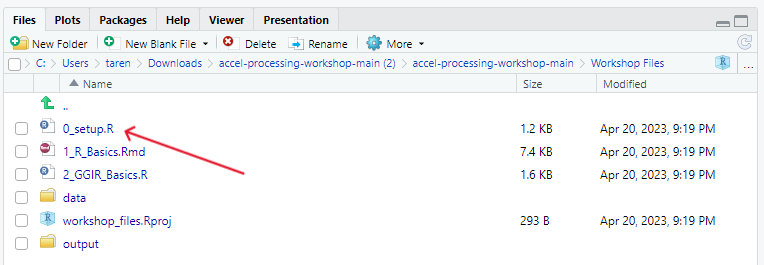 Files Plots Packages Help Viewer Presentation
New Folder New Blank File Delete Rename More
C: Users taren Downloads accel-processing-workshop-main (2) accel-processing-workshop-main Workshop Files R ...
Name Size Modified
..
R 0_setup.R 1.2 KB Apr 20, 2023, 9:19 PM
1_R_Basics.Rmd 7.4 KB Apr 20, 2023, 9:19 PM
R 2_GGIR_Basics.R 1.6 KB Apr 20, 2023, 9:19 PM
data
R workshop_files.Rproj 293 B Apr 20, 2023, 9:19 PM
output